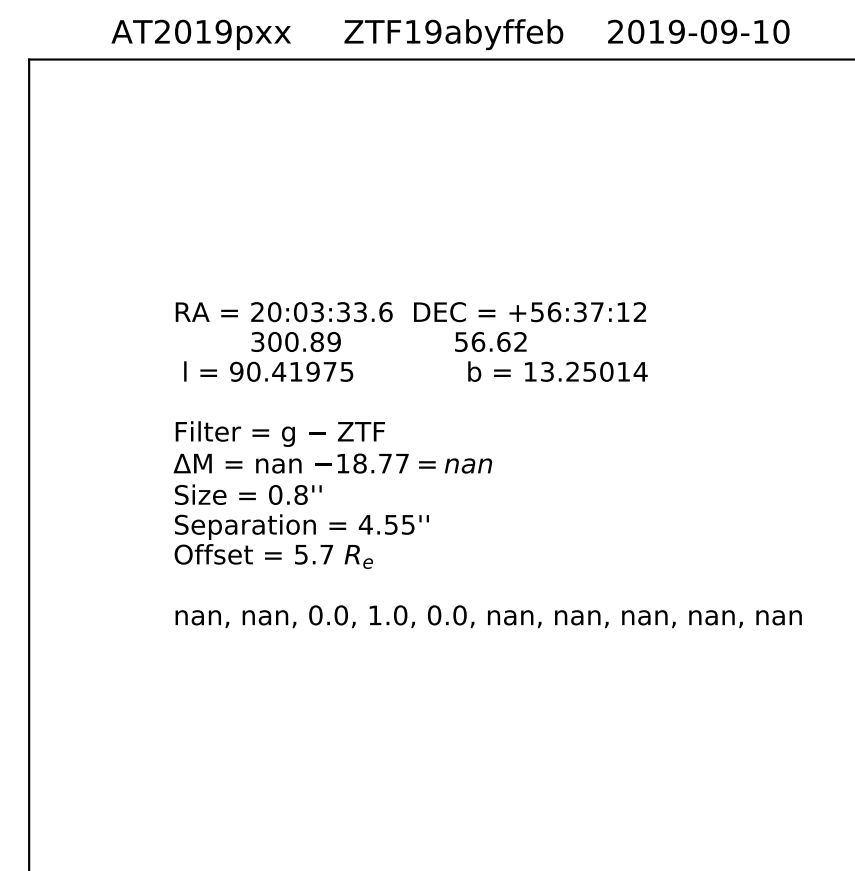 AT2019pxx ZTF19abyffeb 2019-09-10
RA = 20:03:33.6 DEC = +56:37:12
300.89 56.62
l = 90.41975 b = 13.25014
Filter = g − ZTF
ΔM = nan −18.77 = nan
Size = 0.8''
Separation = 4.55''
Offset = 5.7 Rₑ
nan, nan, 0.0, 1.0, 0.0, nan, nan, nan, nan, nan